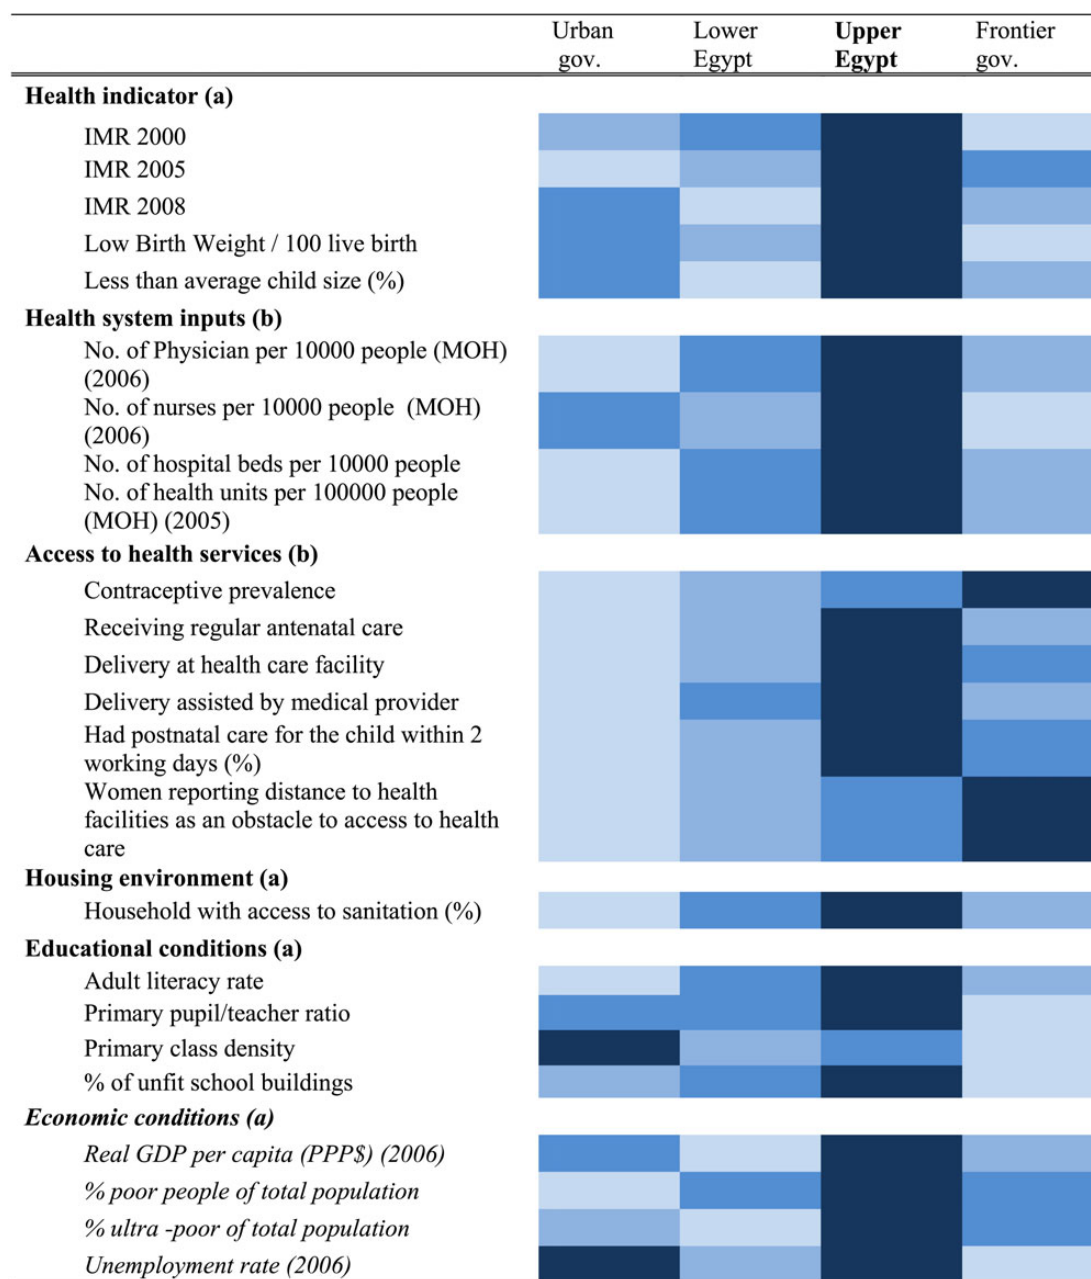 Urban Lower Upper Frontier
gov. Egypt Egypt gov.
Health indicator (a)
IMR 2000
IMR 2005
IMR 2008
Low Birth Weight / 100 live birth
Less than average child size (%)
Health system inputs (b)
No. of Physician per 10000 people (MOH)
(2006)
No. of nurses per 10000 people (MOH)
(2006)
No. of hospital beds per 10000 people
No. of health units per 100000 people
(MOH) (2005)
Access to health services (b)
Contraceptive prevalence
Receiving regular antenatal care
Delivery at health care facility
Delivery assisted by medical provider
Had postnatal care for the child within 2
working days (%)
Women reporting distance to health
facilities as an obstacle to access to health
care
Housing environment (a)
Household with access to sanitation (%)
Educational conditions (a)
Adult literacy rate
Primary pupil/teacher ratio
Primary class density
% of unfit school buildings
Economic conditions (a)
Real GDP per capita (PPP$) (2006)
% poor people of total population
% ultra -poor of total population
Unemployment rate (2006)